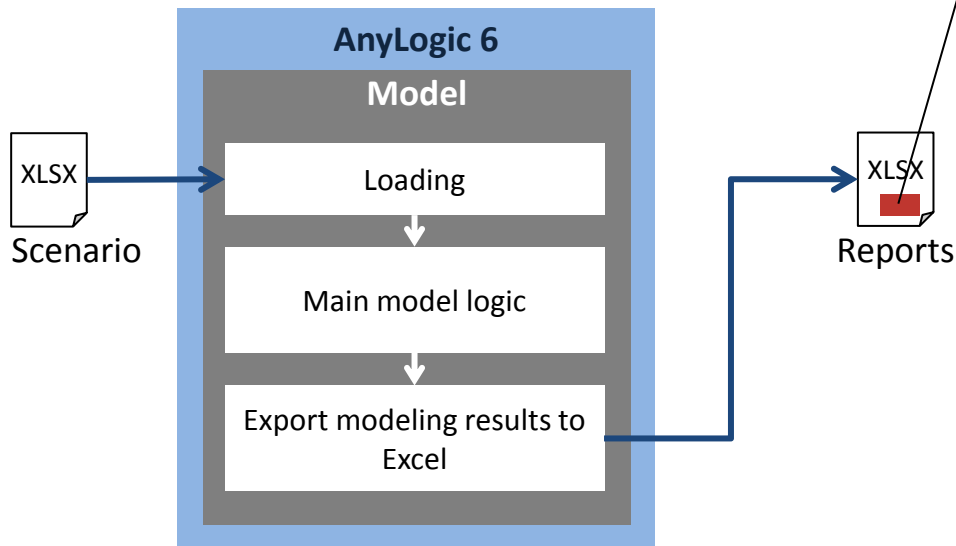 AnyLogic 6
Model
XLSX
Scenario
Loading
Main model logic
Export modeling results to
Excel
XLSX
Reports